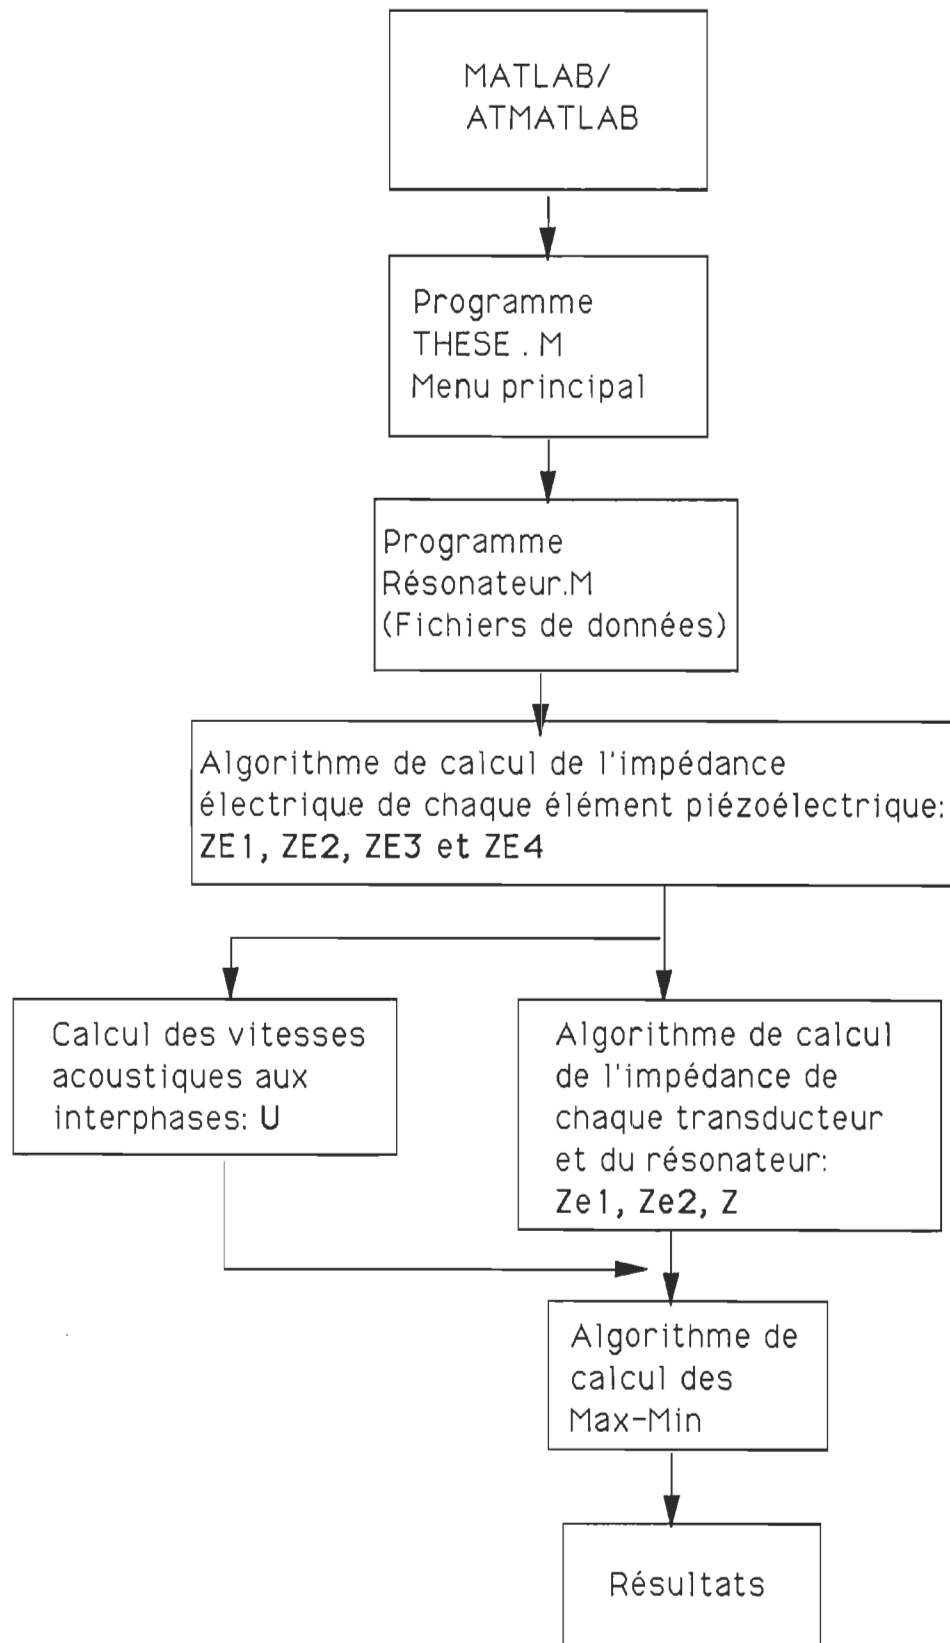 MATLAB/
ATMATLAB
Programme
THESE . M
Menu principal
Programme
Résonateur.M
(Fichiers de données)
Algorithme de calcul de l'impédance
électrique de chaque élément piézoélectrique:
ZE1, ZE2, ZE3 et ZE4
Calcul des vitesses
acoustiques aux
interphases: U
Algorithme de calcul
de l'impédance de
chaque transducteur
et du résonateur:
Ze1, Ze2, Z
Algorithme de
calcul des
Max-Min
Résultats